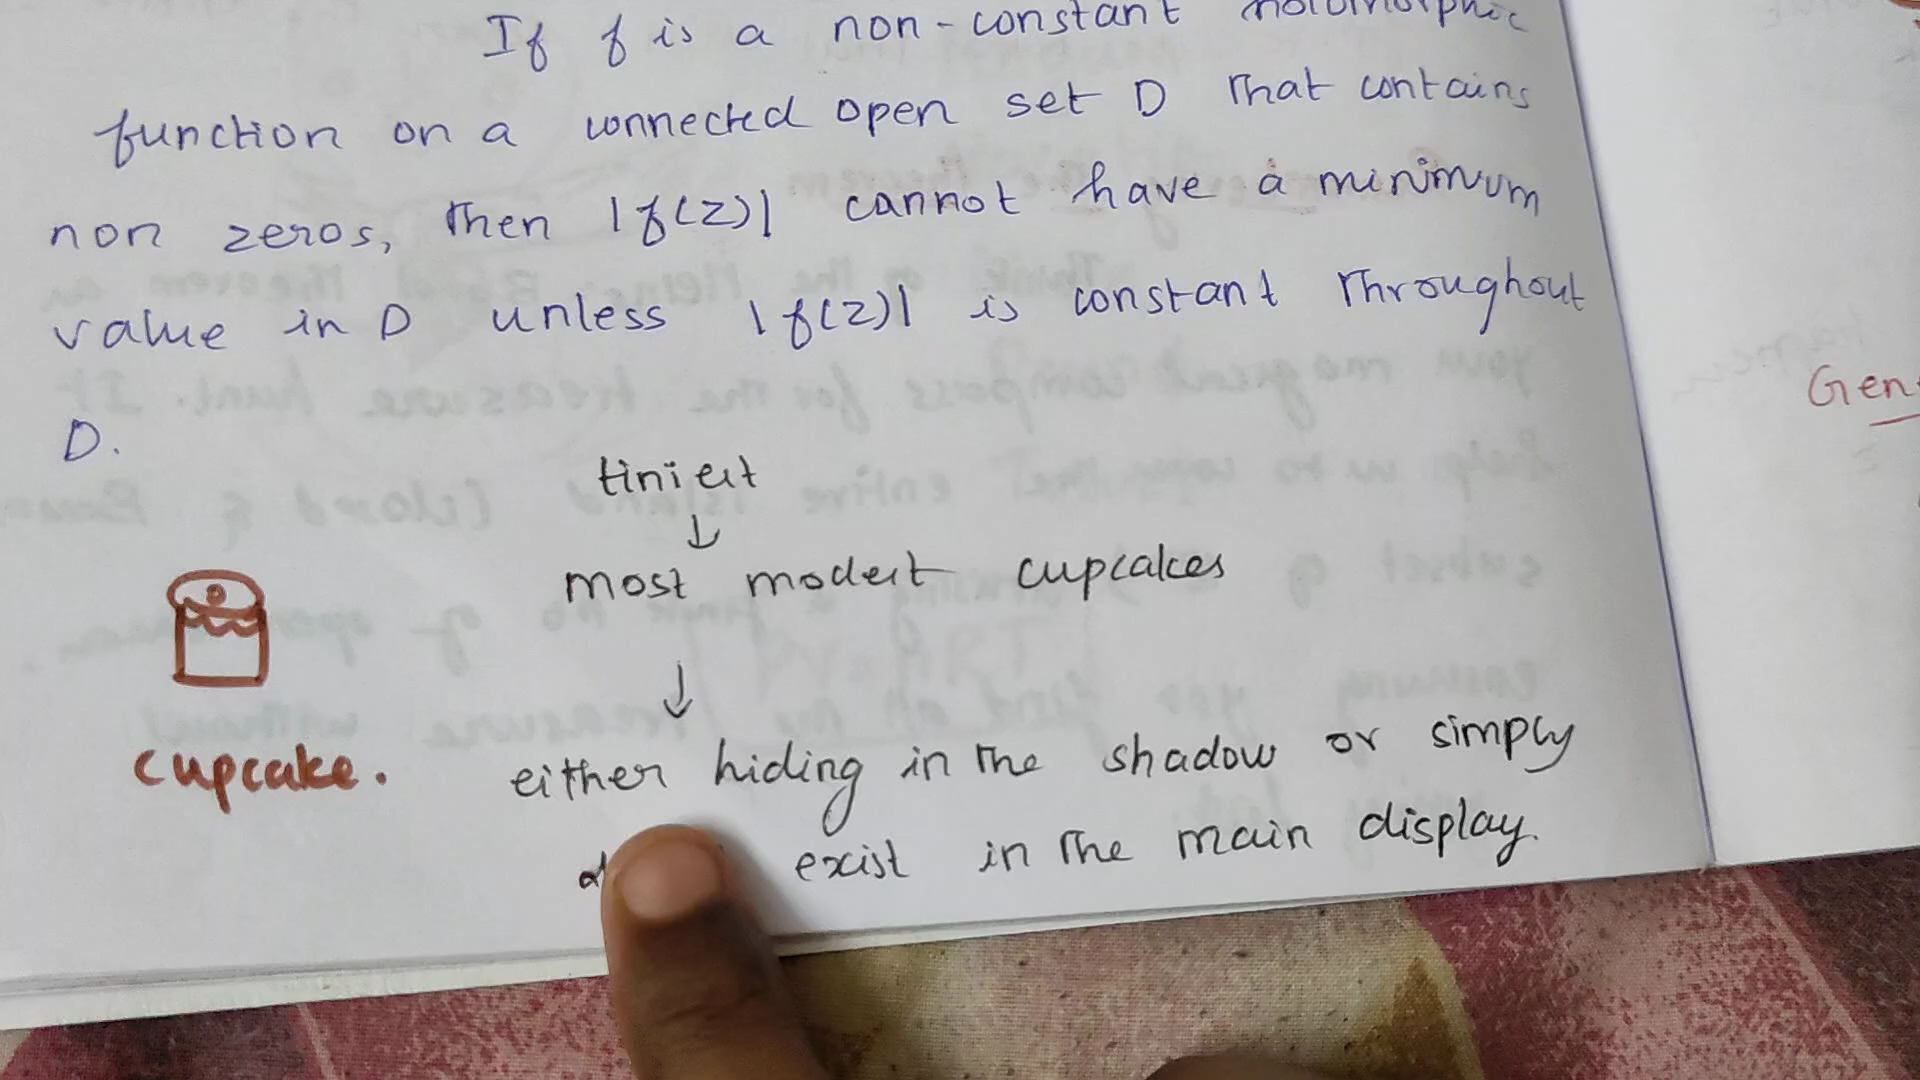 If f is a non-constant holomorphic
function on a connected open set D that contains
non zeros, then |f(z)| cannot have a minimum
value in D unless |f(z)| is constant throughout
D.
tiniest
↓
most modest cupcakes
↓
cupcake.
either hiding in the shadow or simply
exist in the main display.
Gen